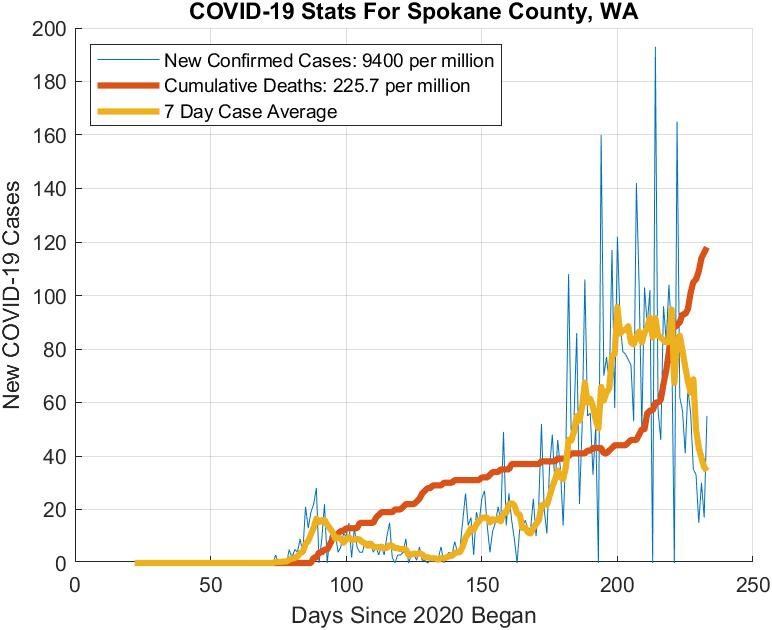 COVID-19 Stats For Spokane County, WA
New Confirmed Cases: 9400 per million
Cumulative Deaths: 225.7 per million
7 Day Case Average
New COVID-19 Cases
200
180
160
140
120
100
80
60
40
20
0
0 50 100 150 200 250
Days Since 2020 Began